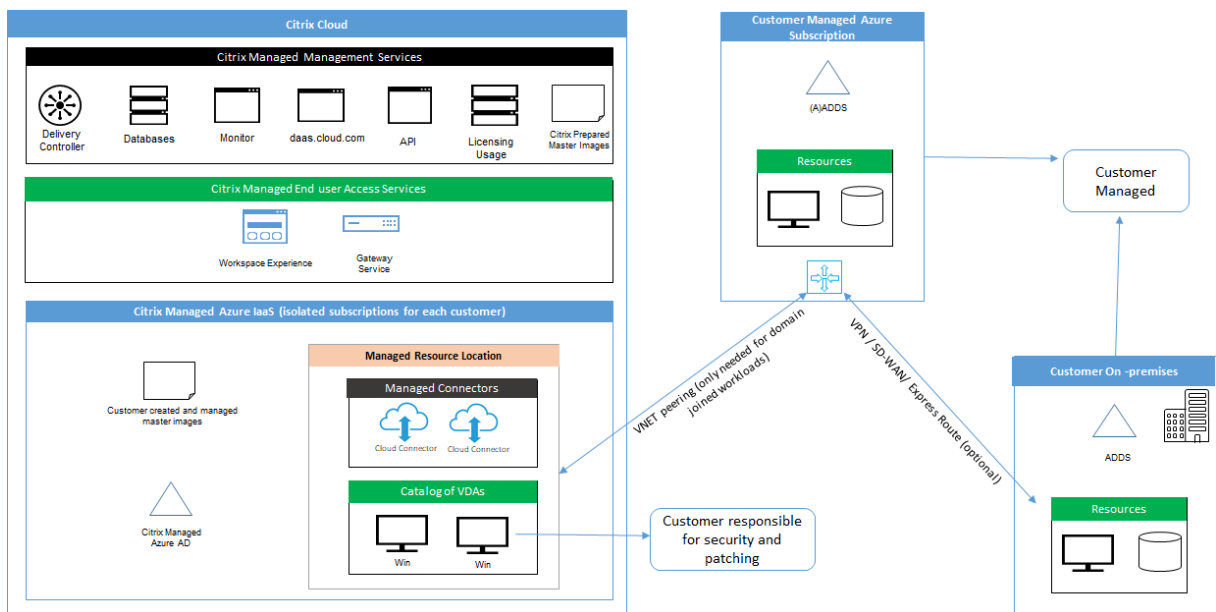 Citrix Cloud
Citrix Managed Management Services
Delivery
Controller
Databases
Monitor
daas.cloud.com
API
Licensing
Usage
Citrix Prepared
Master Images
Citrix Managed End user Access Services
Workspace Experience
Gateway
Service
Citrix Managed Azure IaaS (isolated subscriptions for each customer)
Customer created and managed
master images
Citrix Managed
Azure AD
Managed Resource Location
Managed Connectors
Cloud Connector
Cloud Connector
Catalog of VDAs
Win
Win
Customer responsible
for security and
patching
VNET peering (only needed for domain
joined workloads)
Customer Managed Azure
Subscription
(A)ADDS
Resources
VPN / SD-WAN/ Express Route (optional)
Customer
Managed
Customer On -premises
ADDS
Resources